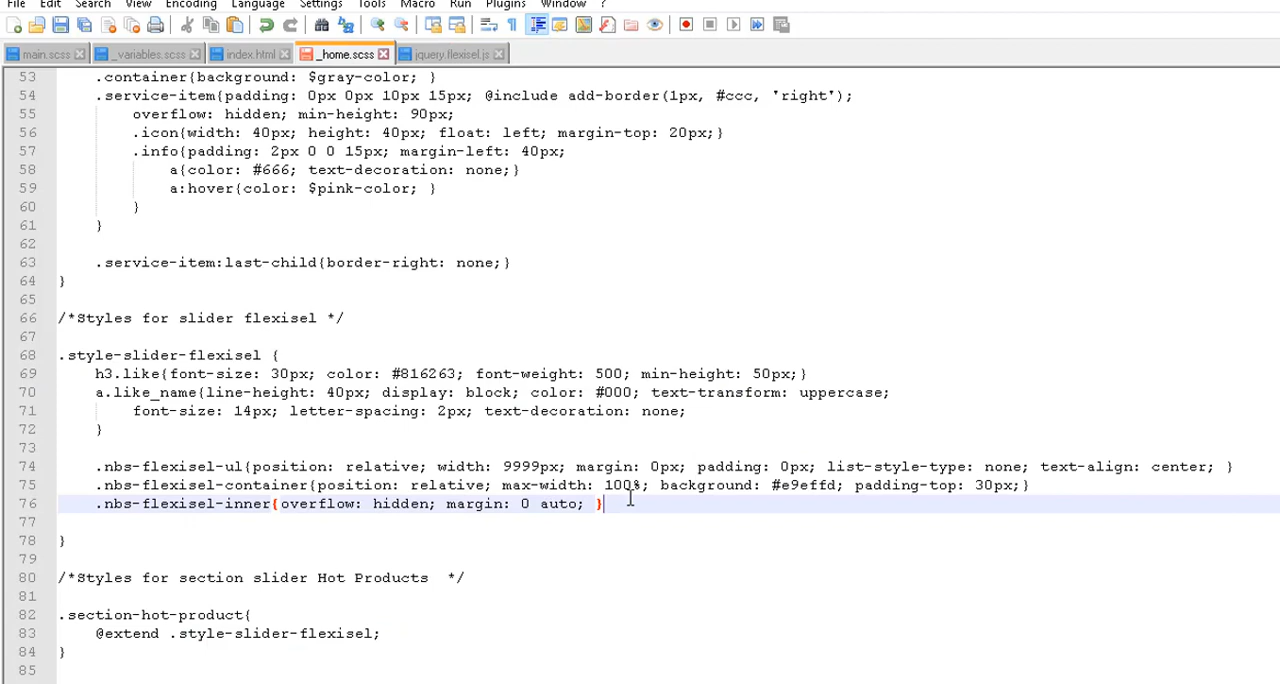 File Edit Search View Encoding Language Settings Tools Macro Run Plugins Window ?
main.scss _variables.scss index.html _home.scss jquery.flexisel.js
53 .container{background: $gray-color; }
54 .service-item{padding: 0px 0px 10px 15px; @include add-border(1px, #ccc, 'right');
55 overflow: hidden; min-height: 90px;
56 .icon{width: 40px; height: 40px; float: left; margin-top: 20px;}
57 .info{padding: 2px 0 0 15px; margin-left: 40px;
58 a{color: #666; text-decoration: none;}
59 a:hover{color: $pink-color; }
60 }
61 }
62
63 .service-item:last-child{border-right: none;}
64 }
65
66 /*Styles for slider flexisel */
67
68 .style-slider-flexisel {
69 h3.like{font-size: 30px; color: #816263; font-weight: 500; min-height: 50px;}
70 a.like_name{line-height: 40px; display: block; color: #000; text-transform: uppercase;
71 font-size: 14px; letter-spacing: 2px; text-decoration: none;
72 }
73
74 .nbs-flexisel-ul{position: relative; width: 9999px; margin: 0px; padding: 0px; list-style-type: none; text-align: center; }
75 .nbs-flexisel-container{position: relative; max-width: 100%; background: #e9effd; padding-top: 30px;}
76 .nbs-flexisel-inner{overflow: hidden; margin: 0 auto; }
77
78 }
79
80 /*Styles for section slider Hot Products */
81
82 .section-hot-product{
83 @extend .style-slider-flexisel;
84 }
85